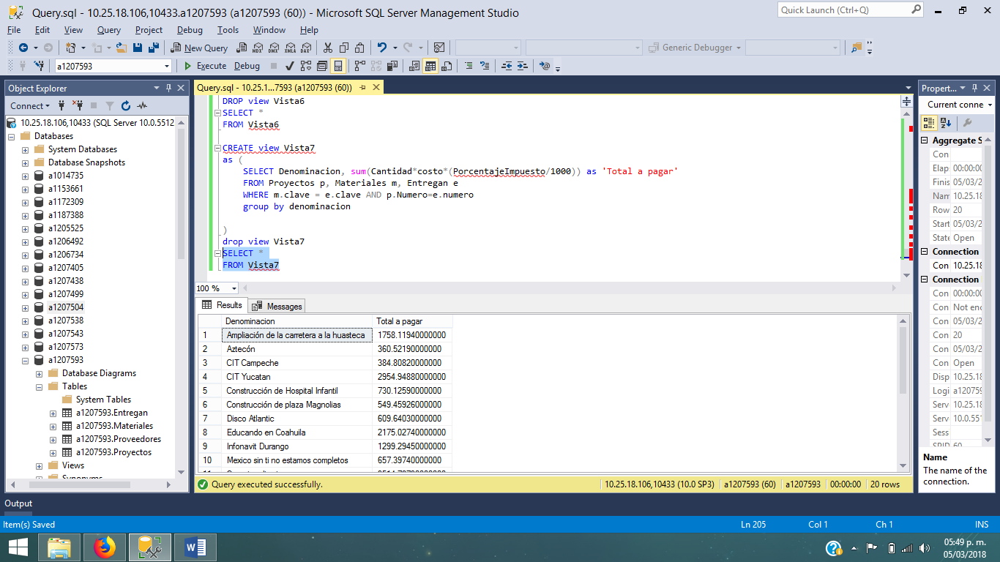 Query.sql - 10.25.18.106,10433.a1207593 (a1207593 (60)) - Microsoft SQL Server Management Studio
Quick Launch (Ctrl+Q)
File Edit View Query Project Debug Tools Window Help
New Query
MDX DMX XMLA DAX
Generic Debugger
a1207593
Execute Debug
Object Explorer
Connect
10.25.18.106,10433 (SQL Server 10.0.5512
Databases
System Databases
Database Snapshots
a1014735
a1153661
a1172309
a1187388
a1205525
a1206492
a1206734
a1207405
a1207438
a1207499
a1207504
a1207538
a1207543
a1207573
a1207593
Database Diagrams
Tables
System Tables
a1207593.Entregan
a1207593.Materiales
a1207593.Proveedores
a1207593.Proyectos
Views
Synonyms
Query.sql - 10.25.1...7593 (a1207593 (60))
DROP view Vista6
SELECT *
FROM Vista6
CREATE view Vista7
as (
SELECT Denominacion, sum(Cantidad*costo*(PorcentajeImpuesto/1000)) as 'Total a pagar'
FROM Proyectos p, Materiales m, Entregan e
WHERE m.clave = e.clave AND p.Numero=e.numero
group by denominacion
)
drop view Vista7
SELECT *
FROM Vista7
100 %
Results Messages
Denominacion Total a pagar
1 Ampliación de la carretera a la huasteca 1758.11940000000
2 Aztecón 360.52190000000
3 CIT Campeche 384.80820000000
4 CIT Yucatan 2954.94880000000
5 Construcción de Hospital Infantil 730.12590000000
6 Construcción de plaza Magnolias 549.45926000000
7 Disco Atlantic 609.64030000000
8 Educando en Coahuila 2175.02740000000
9 Infonavit Durango 1299.29450000000
10 Mexico sin ti no estamos completos 657.39740000000
Query executed successfully.
10.25.18.106,10433 (10.0 SP3) a1207593 (60) a1207593 00:00:00 20 rows
Propert...
Current conne
Aggregate S
Con
Elap 00:00:00
Finis 05/03/2
Nam 10.25.18
Row 20
Start 05/03/2
State Open
Connection
Con 10.25.18
Connection
Con 00:00:00
Con Not enc
Con 05/03/2
Con 20
Con 05/03/2
Con Open
Disp 10.25.18
Logi a120759
Serv 10.25.18
Serv 10.0.551
Sess
SPID 60
Name
The name of the
connection.
Output
Item(s) Saved
Ln 205 Col 1 Ch 1 INS
05:49 p. m.
05/03/2018